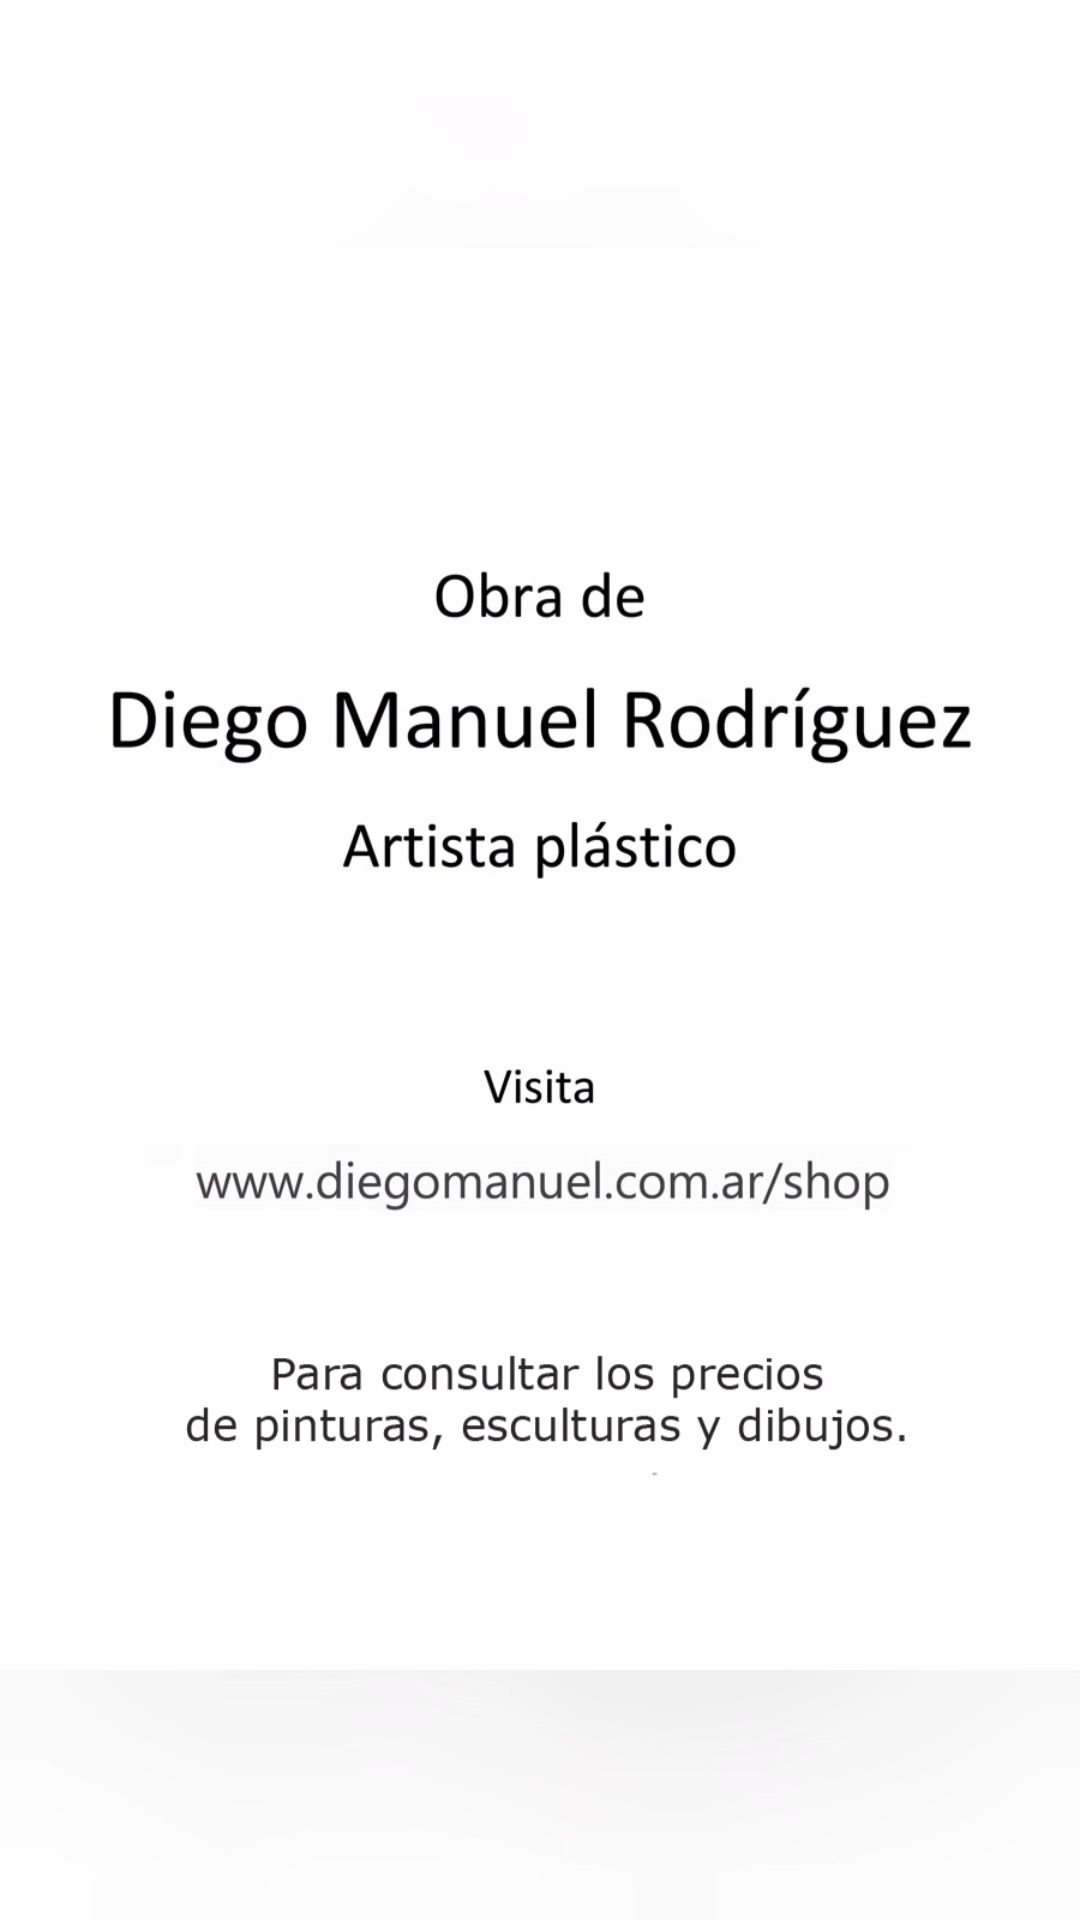 Obra de
Diego Manuel Rodríguez
Artista plástico
Visita
www.diegomanuel.com.ar/shop
Para consultar los precios
de pinturas, esculturas y dibujos.